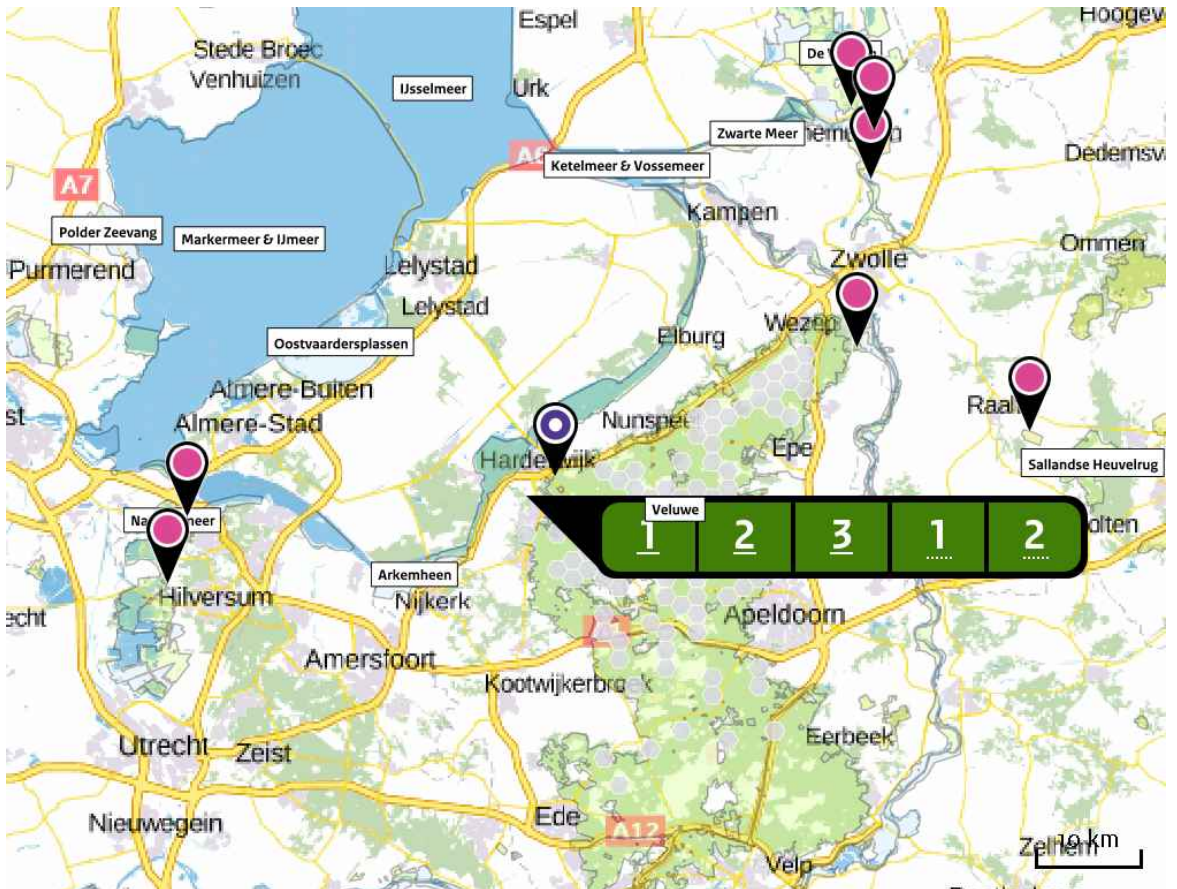 Espel
Hoogev
Stede Broec
Venhuizen
IJsselmeer
Urk
Zwarte Meer
Dedemsv
Ketelmeer & Vossemeer
A7
Kampen
Polder Zeevang
Markermeer & IJmeer
Ommen
Purmerend
Lelystad
Zwolle
Lelystad
Wezep
Elburg
Oostvaardersplassen
Almere-Buiten
Almere-Stad
st
Nunspeet
Raal
Epe
Harderwijk
Sallandse Heuvelrug
Veluwe
olten
1 2 3 1 2
Arkemheen
Hilversum
Nijkerk
echt
Apeldoorn
Amersfoort
Kootwijkerbroek
Eerbeek
Utrecht
Zeist
Ede
Nieuwegein
A12
10 km
Zelhem
Velp